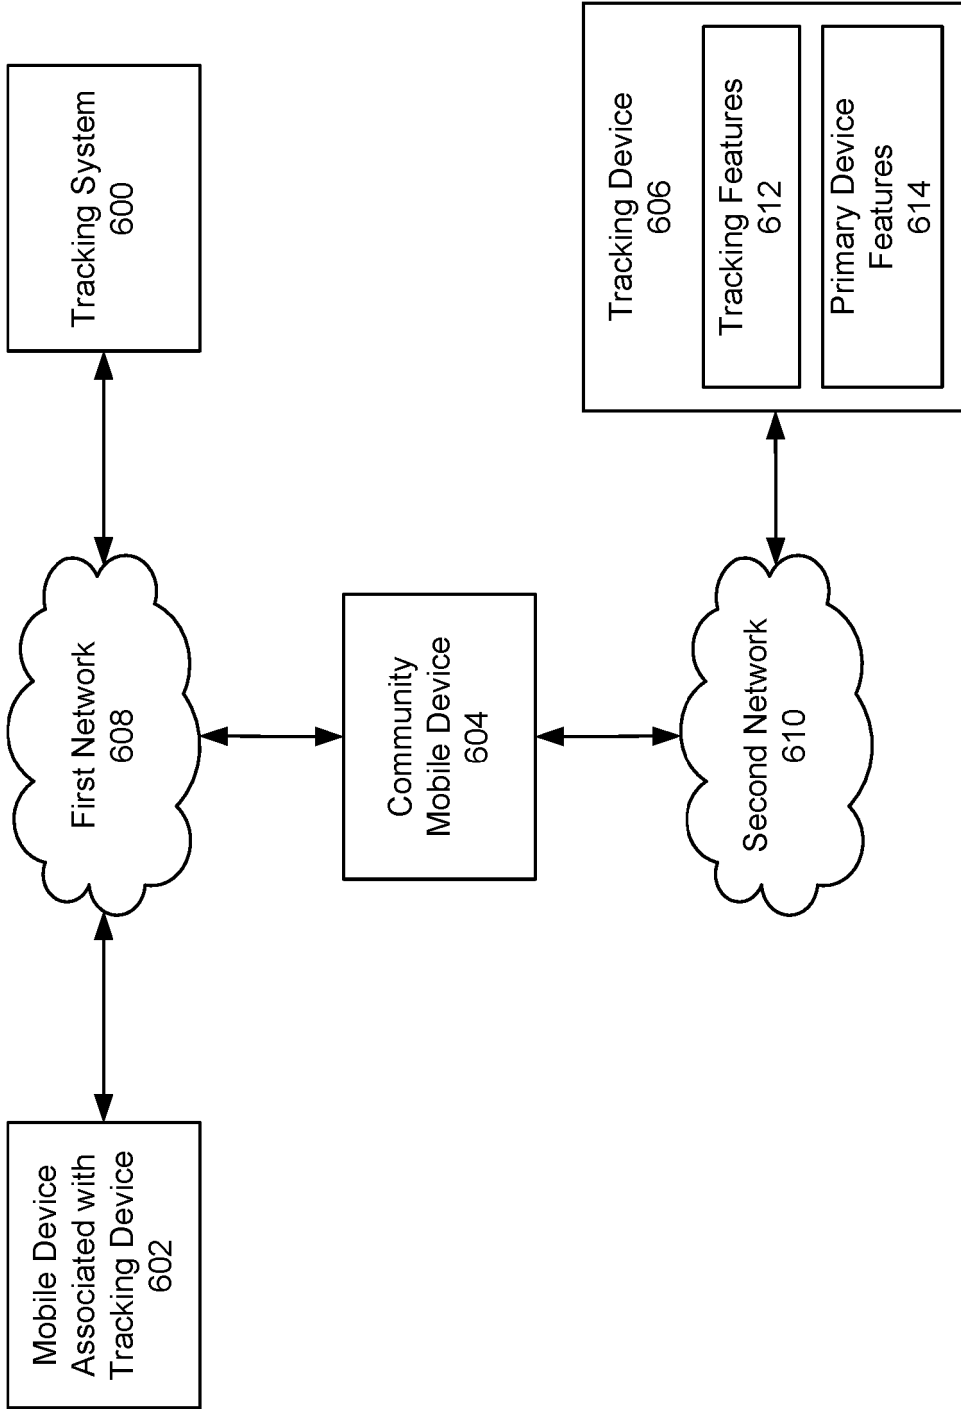 Mobile Device
Associated with
Tracking Device
602
First Network
608
Tracking System
600
Community
Mobile Device
604
Second Network
610
Tracking Device
606
Tracking Features
612
Primary Device
Features
614